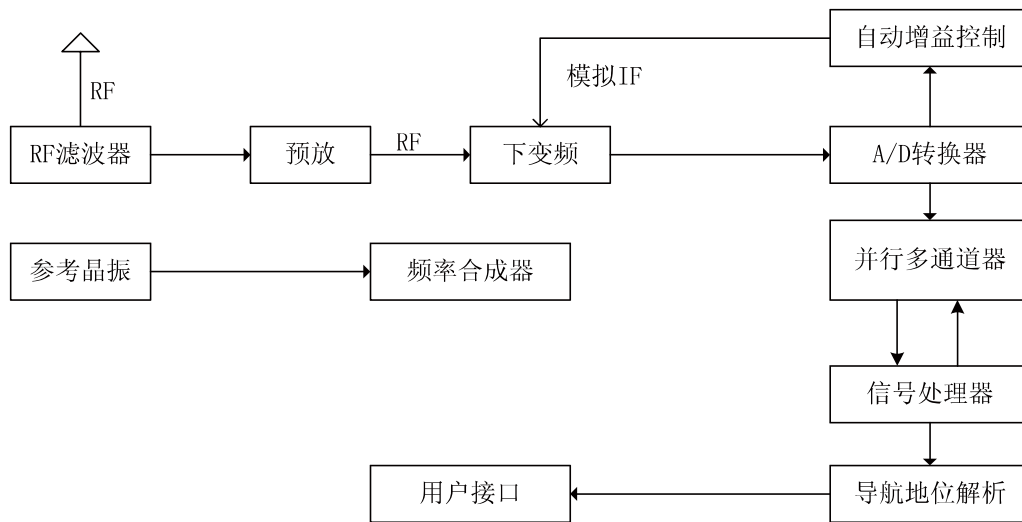 自动增益控制
模拟IF
RF
RF滤波器
预放
RF
下变频
A/D转换器
参考品振
频率合成器
并行多通道器
信号处理器
用户接口
导航地位解析